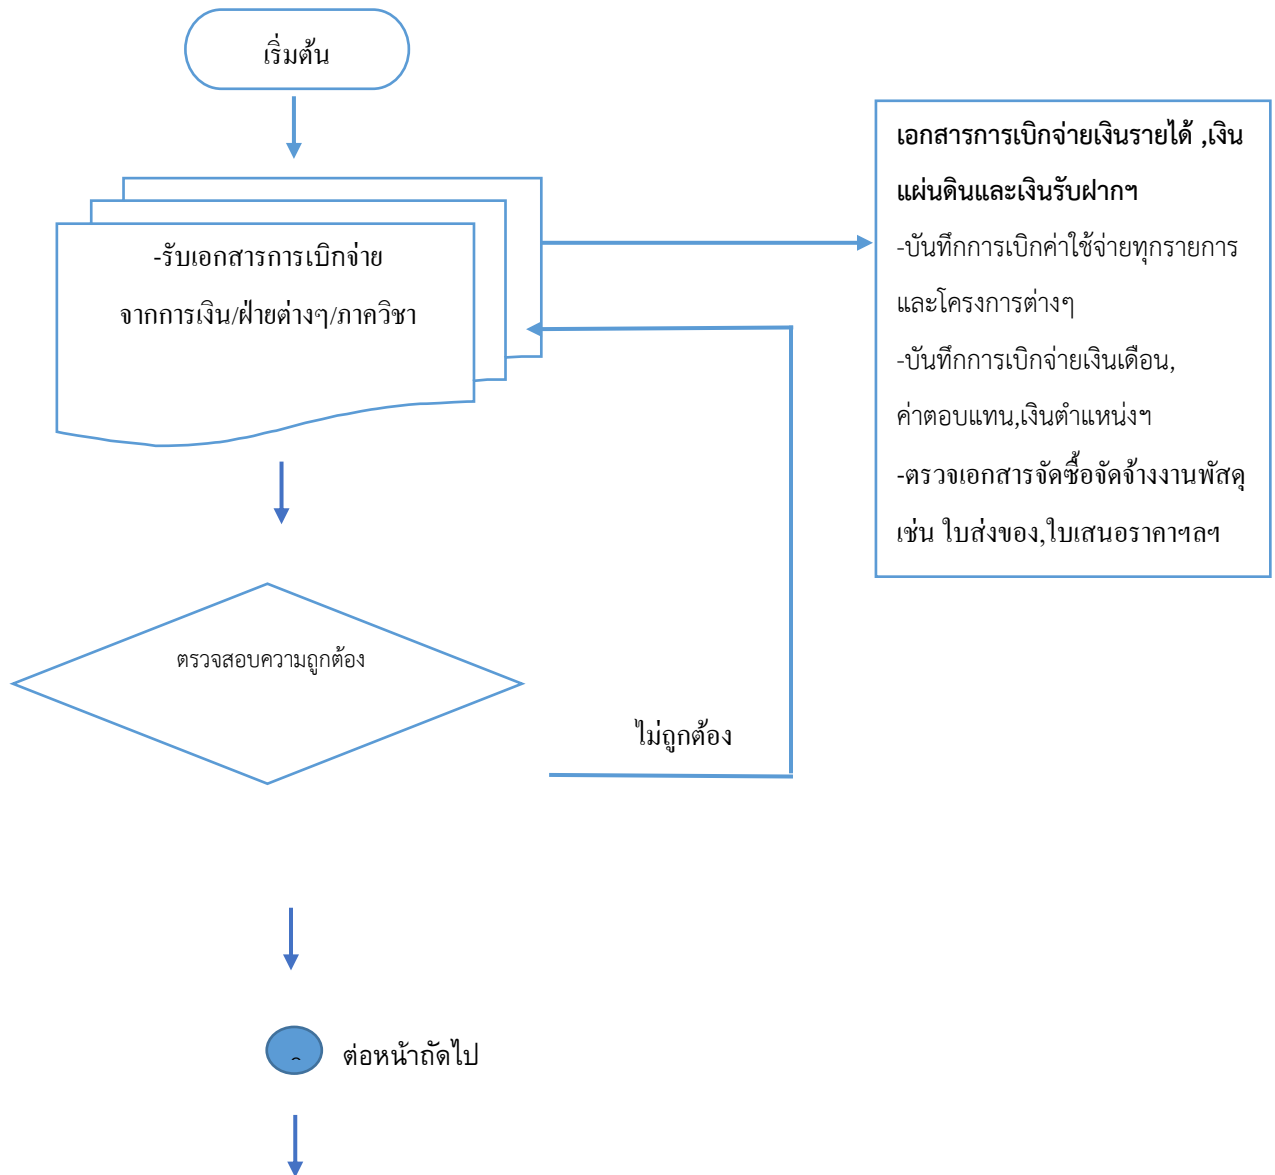 เริ่มต้น
-รับเอกสารการเบิกจ่าย
จากการเงิน/ฝ่ายต่างๆ/ภาควิชา
เอกสารการเบิกจ่ายเงินรายได้ ,เงิน
แผ่นดินและเงินรับฝากฯ
-บันทึกการเบิกค่าใช้จ่ายทุกรายการ
และโครงการต่างๆ
-บันทึกการเบิกจ่ายเงินเดือน,
ค่าตอบแทน,เงินตำแหน่งฯ
-ตรวจเอกสารจัดซื้อจัดจ้างงานพัสดุ
เช่น ใบส่งของ,ใบเสนอราคาฯลฯ
ตรวจสอบความถูกต้อง
ไม่ถูกต้อง
ต่อหน้าถัดไป